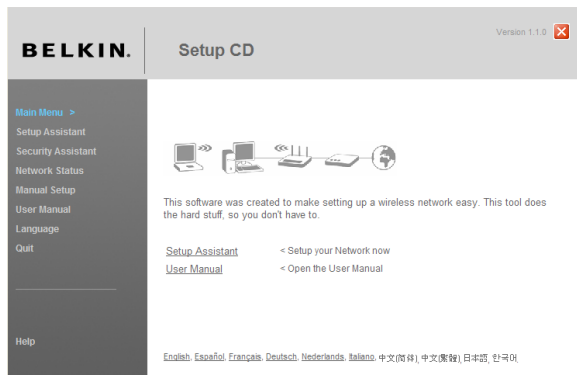 BELKIN.
Setup CD
Version 1.1.0
Main Menu >
Setup Assistant
Security Assistant
Network Status
Manual Setup
User Manual
Language
Quit
Help
This software was created to make setting up a wireless network easy. This tool does
the hard stuff, so you don't have to.
Setup Assistant < Setup your Network now
User Manual < Open the User Manual
English, Español, Français, Deutsch, Nederlands, Italiano, 中文(简体), 中文(繁體), 日本語, 한국어,